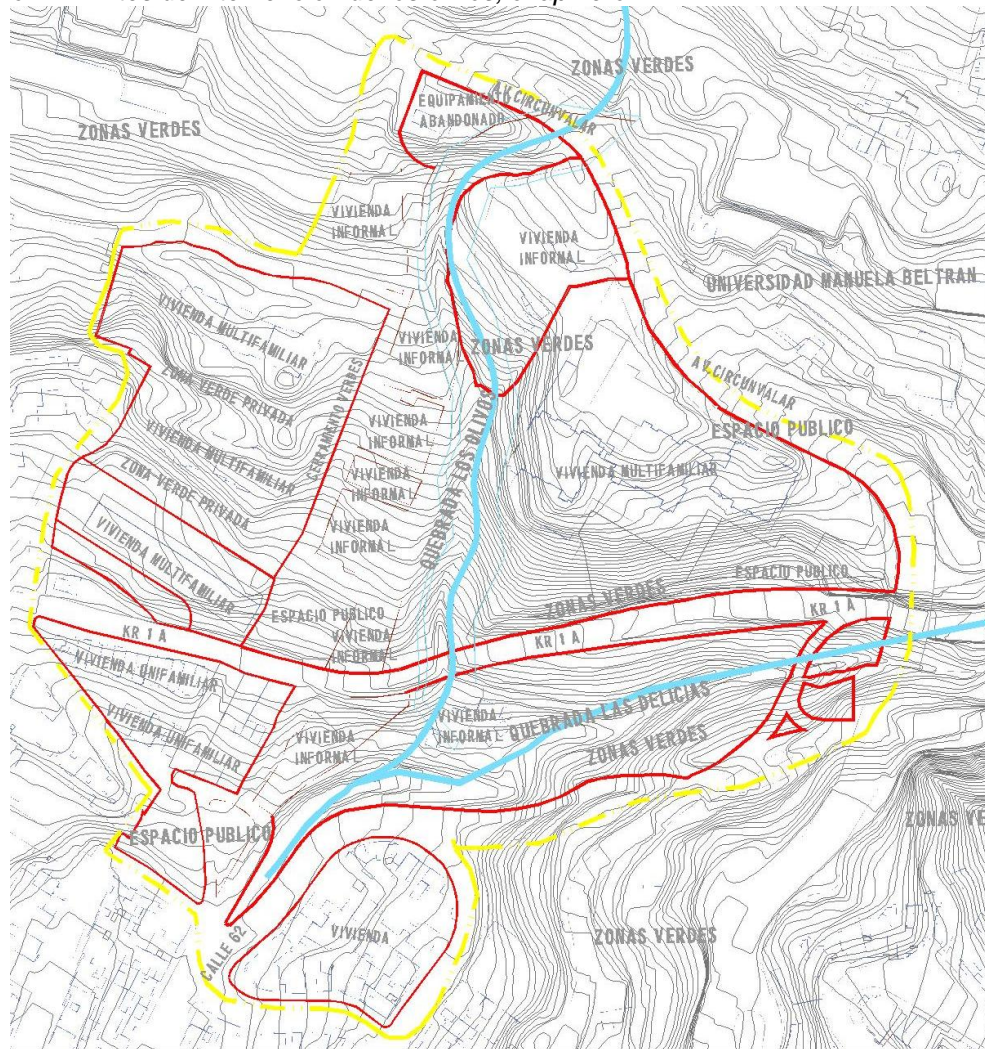 ZONAS VERDES
AV. CIRCUNVALAR
EQUIPAMIENTO
ABANDONADO
ZONAS VERDES
VIVIENDA
INFORMAL
VIVIENDA
INFORMAL
UNIVERSIDAD MANUELA BELTRAN
VIVIENDA MULTIFAMILIAR
VIVIENDA
INFORMAL
ZONAS VERDES
CERRAMIENTO VERDES
AV. CIRCUNVALAR
ZONA VERDE PRIVADA
VIVIENDA
INFORMAL
QUEBRADA LOS OLIVOS
ESPACIO PUBLICO
VIVIENDA MULTIFAMILIAR
ZONA VERDE PRIVADA
VIVIENDA
INFORMAL
VIVIENDA MULTIFAMILIAR
VIVIENDA
INFORMAL
VIVIENDA MULTIFAMILIAR
ESPACIO PUBLICO
ZONAS VERDES
ESPACIO PUBLICO
KR 1 A
KR 1 A
VIVIENDA
INFORMAL
KR 1 A
VIVIENDA UNIFAMILIAR
VIVIENDA UNIFAMILIAR
VIVIENDA
INFORMAL
VIVIENDA
INFORMAL
QUEBRADA LAS DELICIAS
ZONAS VERDES
ZONAS VE
ESPACIO PUBLICO
CALLE 62
VIVIENDA
ZONAS VERDES